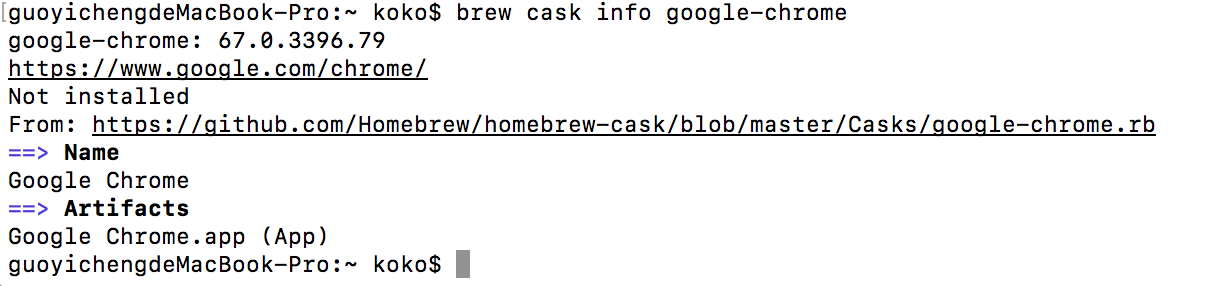 [guoyichengdeMacBook-Pro:~ koko$ brew cask info google-chrome
google-chrome: 67.0.3396.79
https://www.google.com/chrome/
Not installed
From: https://github.com/Homebrew/homebrew-cask/blob/master/Casks/google-chrome.rb
==> Name
Google Chrome
==> Artifacts
Google Chrome.app (App)
guoyichengdeMacBook-Pro:~ koko$